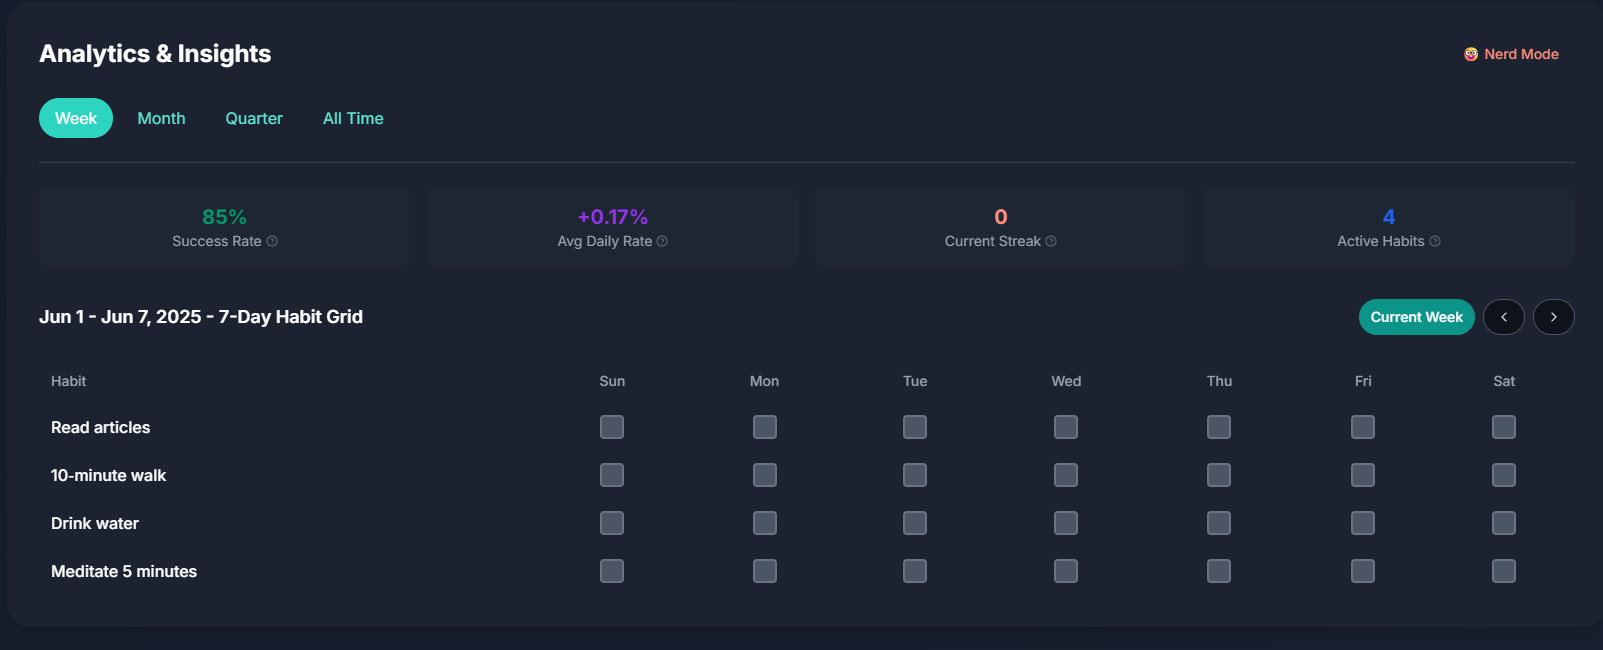 Analytics & Insights
Nerd Mode
Week Month Quarter All Time
85% +0.17% 0 4
Success Rate Avg Daily Rate Current Streak Active Habits
Jun 1 - Jun 7, 2025 - 7-Day Habit Grid
Current Week < >
Habit Sun Mon Tue Wed Thu Fri Sat
Read articles
10-minute walk
Drink water
Meditate 5 minutes